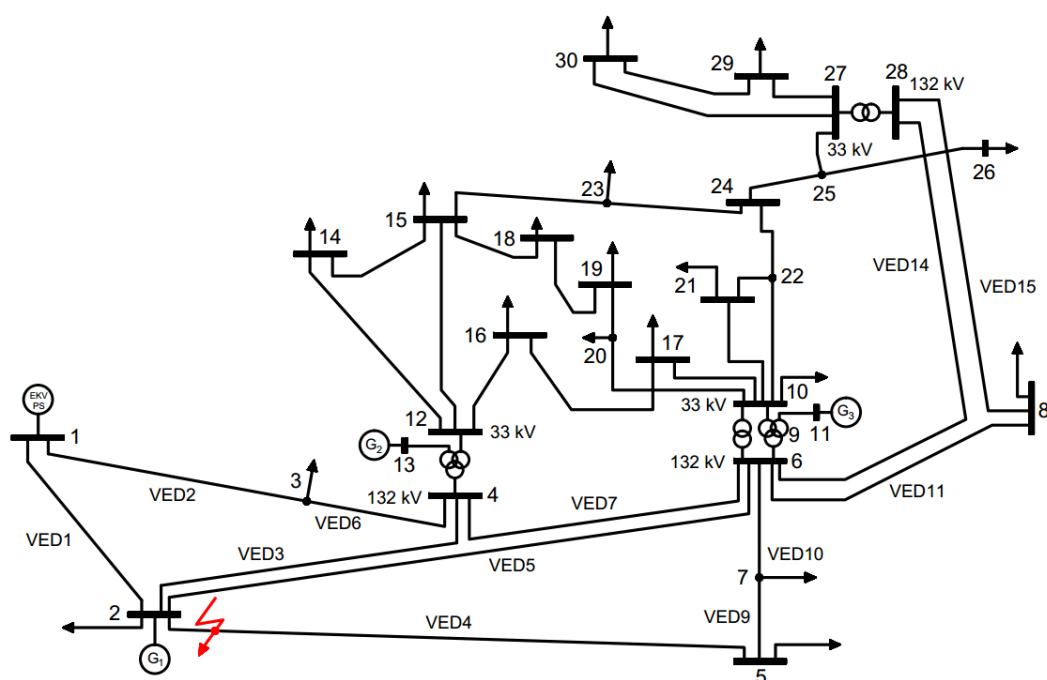 30
29
27
28
132 kV
33 kV
26
25
24
23
15
14
18
19
VED14
VED15
21
22
16
17
20
8
EKV
PS
1
12
33 kV
33 kV
10
G₂
13
9
11
G₃
132 kV
4
132 kV
6
3
VED2
VED6
VED7
VED11
VED1
VED3
VED5
VED10
7
2
VED4
VED9
G₁
5